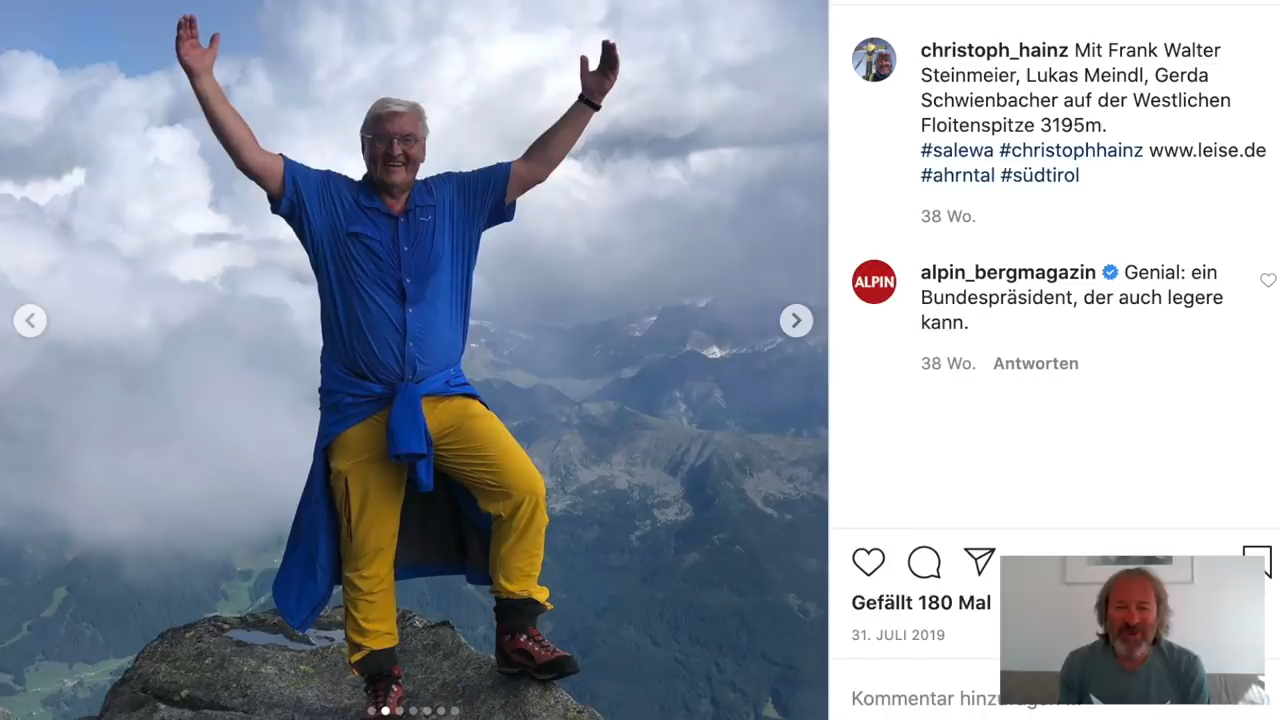 christoph_hainz Mit Frank Walter
Steinmeier, Lukas Meindl, Gerda
Schwienbacher auf der Westlichen
Floitenspitze 3195m.
#salewa #christophhainz www.leise.de
#ahrntal #südtirol
38 Wo.
ALPIN
alpin_bergmagazin Genial: ein
Bundespräsident, der auch legere
kann.
38 Wo. Antworten
Gefällt 180 Mal
31. JULI 2019
Kommentar hinzufügen ...